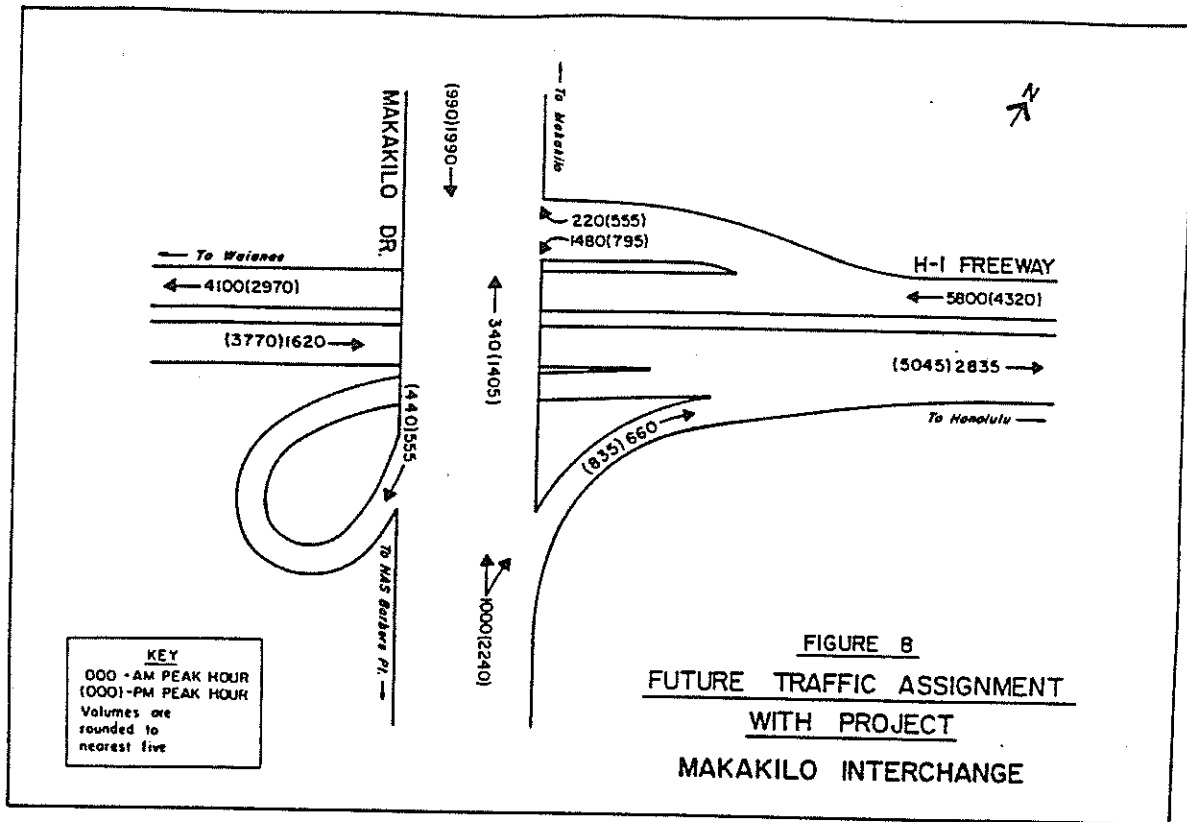 N
MAKAKILO DR.
(990)1990
To Makakilo
220(555)
1480(795)
To Waianae
4100(2970)
H-1 FREEWAY
5800(4320)
(3770)1620
340(1405)
(5045)2835
To Honolulu
(440)555
(835)660
To NAS Barbers Pt.
1000(2240)
KEY
000 - AM PEAK HOUR
(000) - PM PEAK HOUR
Volumes are
rounded to
nearest five
FIGURE 8
FUTURE TRAFFIC ASSIGNMENT
WITH PROJECT
MAKAKILO INTERCHANGE